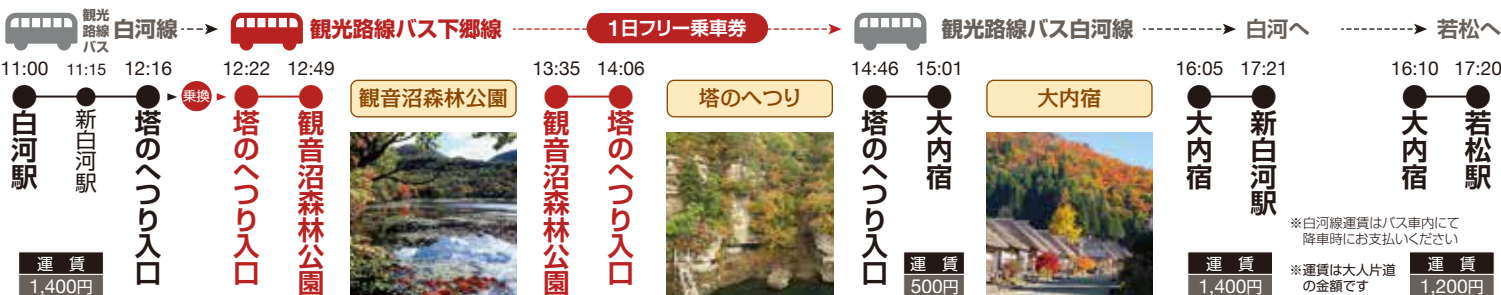 観光
路線
バス
白河線
観光路線バス下郷線
1日フリー乗車券
観光路線バス白河線
白河へ
若松へ
11:00
11:15
12:16
12:22
12:49
13:35
14:06
14:46
15:01
16:05
17:21
16:10
17:20
白河駅
新白河駅
塔のへつり入口
乗換
塔のへつり入口
観音沼森林公園
観音沼森林公園
観音沼森林公園
塔のへつり入口
塔のへつり
塔のへつり入口
大内宿
大内宿
大内宿
新白河駅
大内宿
若松駅
運 賃
1,400円
運 賃
500円
運 賃
1,400円
※白河線運賃はバス車内にて
降車時にお支払いください
※運賃は大人片道
の金額です
運 賃
1,200円